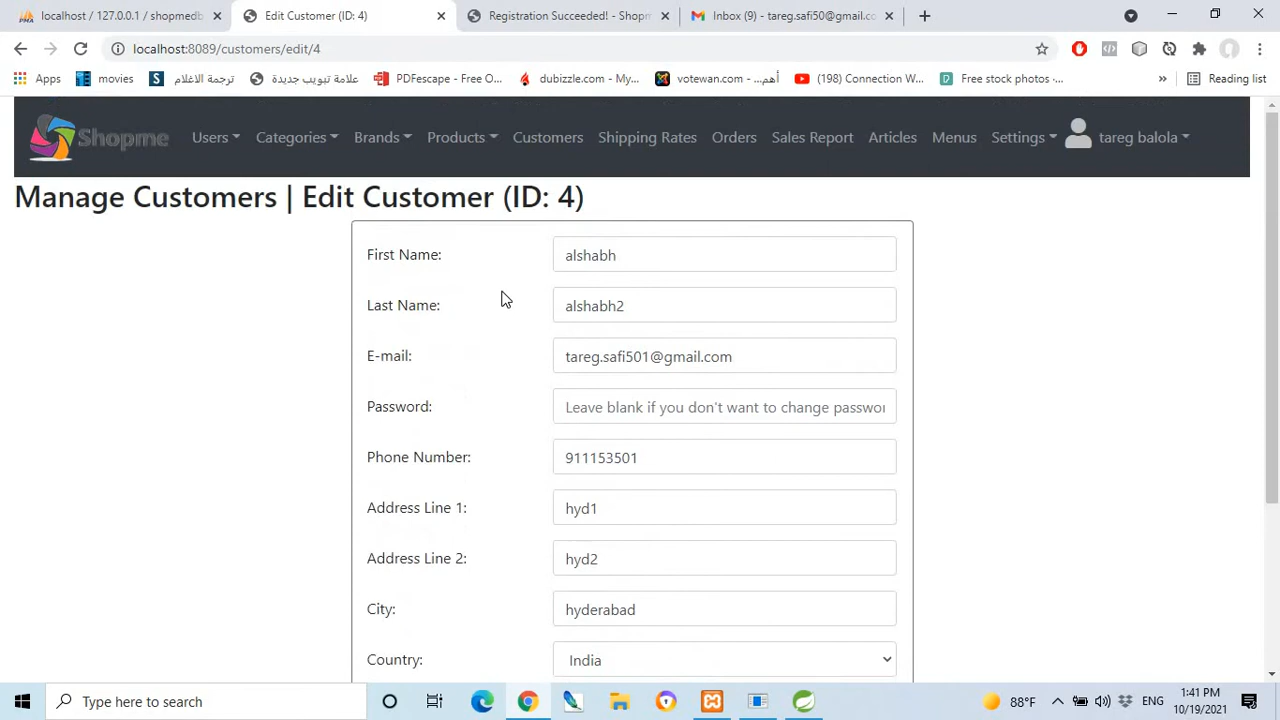 localhost / 127.0.0.1 / shopmedb
Edit Customer (ID: 4)
Registration Succeeded! - Shopm
Inbox (9) - tareg.safi50@gmail.co
localhost:8089/customers/edit/4
Apps
movies
S ترجمة الاغلام
علامة تبويب جديدة
PDFescape - Free O...
dubizzle.com - My...
votewan.com - أهم...
(198) Connection W...
D Free stock photos ·...
»
Reading list
Shopme
Users
Categories
Brands
Products
Customers
Shipping Rates
Orders
Sales Report
Articles
Menus
Settings
tareg balola
Manage Customers | Edit Customer (ID: 4)
First Name: alshabh
Last Name: alshabh2
E-mail: tareg.safi501@gmail.com
Password: Leave blank if you don't want to change passwor
Phone Number: 911153501
Address Line 1: hyd1
Address Line 2: hyd2
City: hyderabad
Country: India
Type here to search
88°F
ENG
1:41 PM
10/19/2021